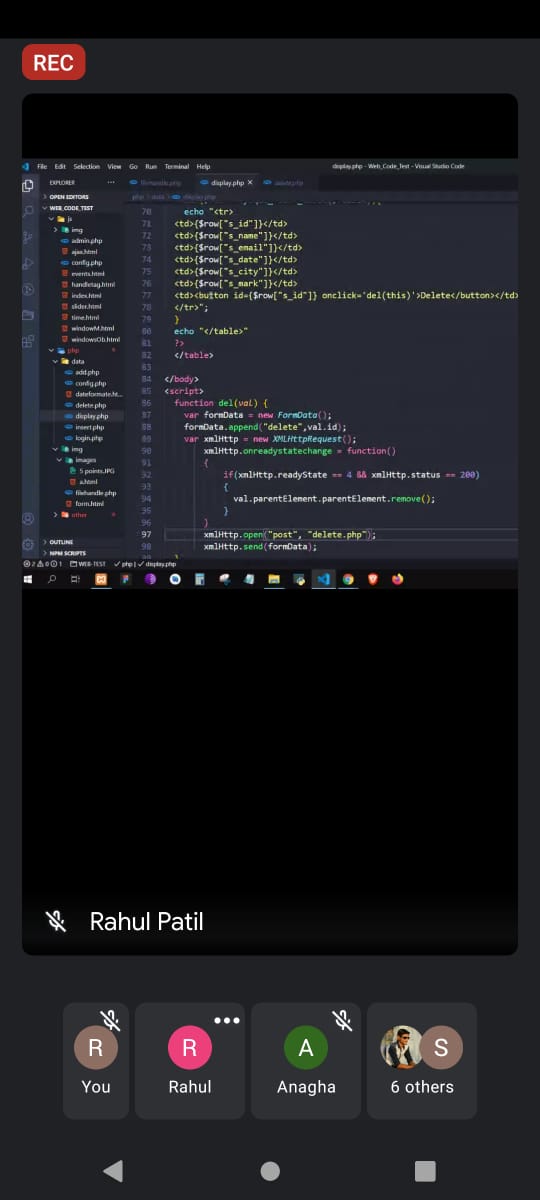 REC
File Edit Selection View Go Run Terminal Help
display.php - Web_Code_Test - Visual Studio Code
EXPLORER
filehandle.php
display.php
delete.php
OPEN EDITORS
WEB_CODE_TEST
js
img
admin.php
ajax.html
config.php
events.html
handletag.html
index.html
slider.html
time.html
windowM.html
windowsOb.html
php
data
add.php
config.php
dateformate.ht...
delete.php
display.php
insert.php
login.php
img
images
5 points.JPG
a.html
filehandle.php
form.html
other
OUTLINE
NPM SCRIPTS
php > data > display.php
70 echo "<tr>
71 <td>{$row["s_id"]}</td>
72 <td>{$row["s_name"]}</td>
73 <td>{$row["s_email"]}</td>
74 <td>{$row["s_date"]}</td>
75 <td>{$row["s_city"]}</td>
76 <td>{$row["s_mark"]}</td>
77 <td><button id={$row["s_id"]} onclick='del(this)'>Delete</button></td>
78 </tr>";
79 }
80 echo "</table>"
81 ?>
82 </table>
83
84 </body>
85 <script>
86 function del(val) {
87 var formData = new FormData();
88 formData.append("delete",val.id);
89 var xmlHttp = new XMLHttpRequest();
90 xmlHttp.onreadystatechange = function()
91 {
92 if(xmlHttp.readyState == 4 && xmlHttp.status == 200)
93 {
94 val.parentElement.parentElement.remove();
95 }
96 }
97 xmlHttp.open("post", "delete.php");
98 xmlHttp.send(formData);
99 }
2 0 1 WEB-TEST php | display.php
Rahul Patil
R
You
R
Rahul
A
Anagha
S
6 others